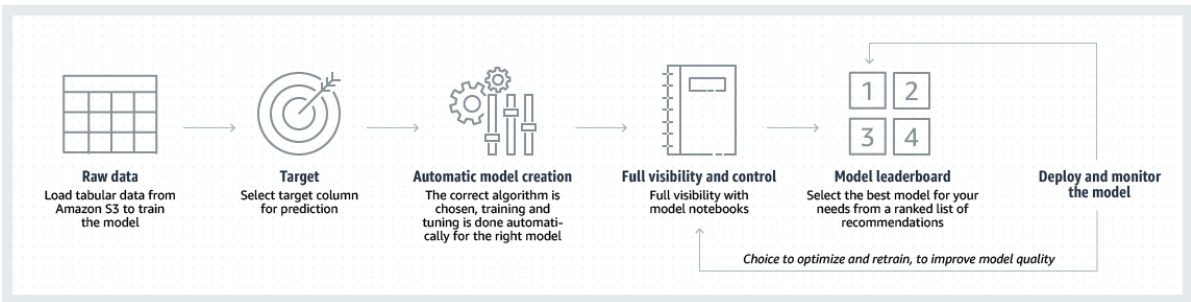 1 2
3 4
Raw data
Load tabular data from
Amazon S3 to train
the model
Target
Select target column
for prediction
Automatic model creation
The correct algorithm is
chosen, training and
tuning is done automati-
cally for the right model
Full visibility and control
Full visibility with
model notebooks
Model leaderboard
Select the best model for your
needs from a ranked list of
recommendations
Deploy and monitor
the model
Choice to optimize and retrain, to improve model quality